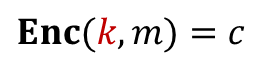 Enc(k, m) = c